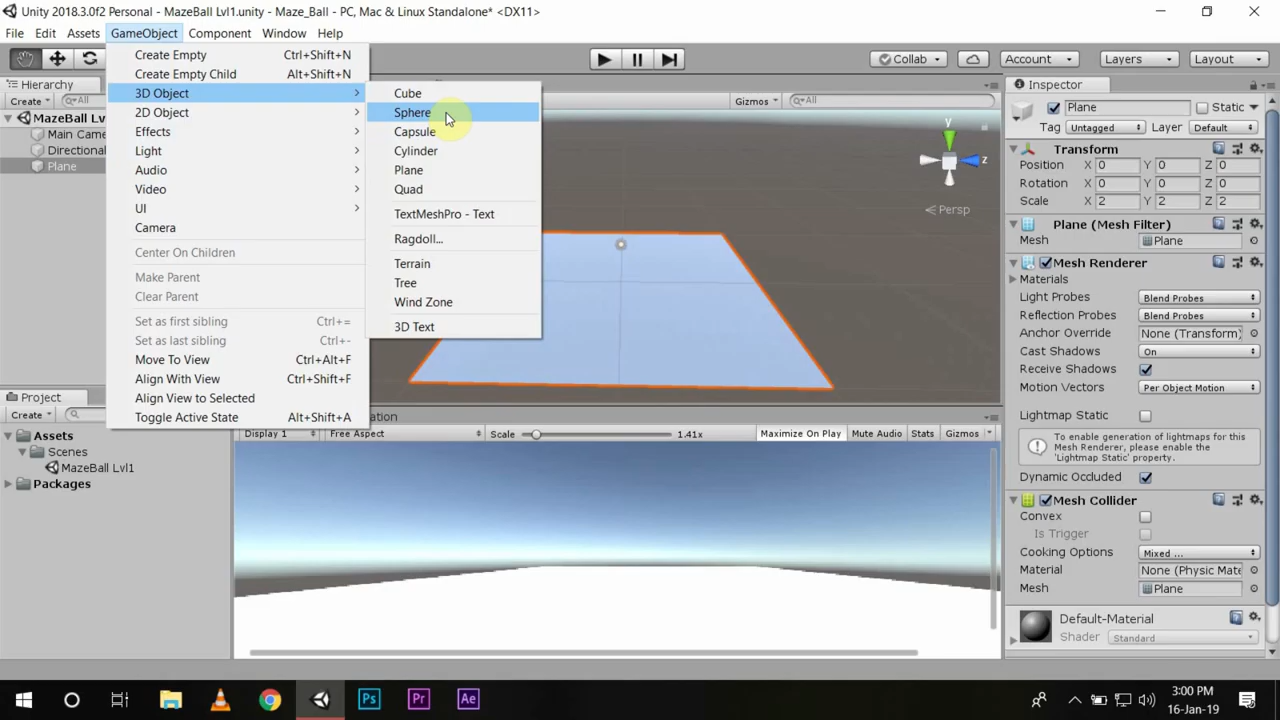 Unity 2018.3.0f2 Personal - MazeBall Lvl1.unity - Maze_Ball - PC, Mac & Linux Standalone* <DX11>
File Edit Assets GameObject Component Window Help
Collab Account Layers Layout
Hierarchy
Create All
MazeBall Lvl
Main Came
Directional
Plane
Create Empty Ctrl+Shift+N
Create Empty Child Alt+Shift+N
3D Object
2D Object
Effects
Light
Audio
Video
UI
Camera
Center On Children
Make Parent
Clear Parent
Set as first sibling Ctrl+=
Set as last sibling Ctrl+-
Move To View Ctrl+Alt+F
Align With View Ctrl+Shift+F
Align View to Selected
Toggle Active State Alt+Shift+A
Cube
Sphere
Capsule
Cylinder
Plane
Quad
TextMeshPro - Text
Ragdoll...
Terrain
Tree
Wind Zone
3D Text
Gizmos All
y
z
Persp
Project
Create
Assets
Scenes
MazeBall Lvl1
Packages
Display 1 Free Aspect Scale 1.41x Maximize On Play Mute Audio Stats Gizmos
Inspector
Plane Static
Tag Untagged Layer Default
Transform
Position X 0 Y 0 Z 0
Rotation X 0 Y 0 Z 0
Scale X 2 Y 2 Z 2
Plane (Mesh Filter)
Mesh Plane
Mesh Renderer
Materials
Light Probes Blend Probes
Reflection Probes Blend Probes
Anchor Override None (Transform)
Cast Shadows On
Receive Shadows
Motion Vectors Per Object Motion
Lightmap Static
To enable generation of lightmaps for this
Mesh Renderer, please enable the
'Lightmap Static' property.
Dynamic Occluded
Mesh Collider
Convex
Is Trigger
Cooking Options Mixed ...
Material None (Physic Mate
Mesh Plane
Default-Material
Shader Standard
Ps Pr Ae
3:00 PM
16-Jan-19